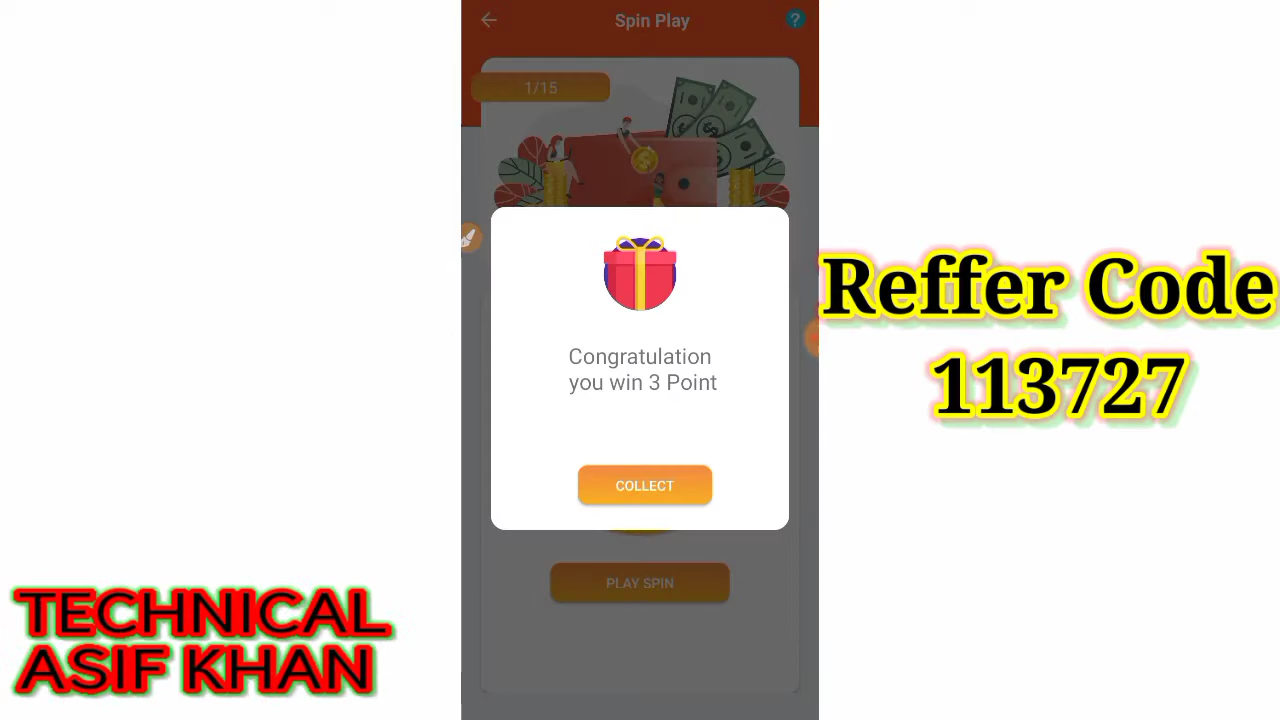 Spin Play
?
1/15
Congratulation
you win 3 Point
COLLECT
PLAY SPIN
Reffer Code
113727
TECHNICAL
ASIF KHAN